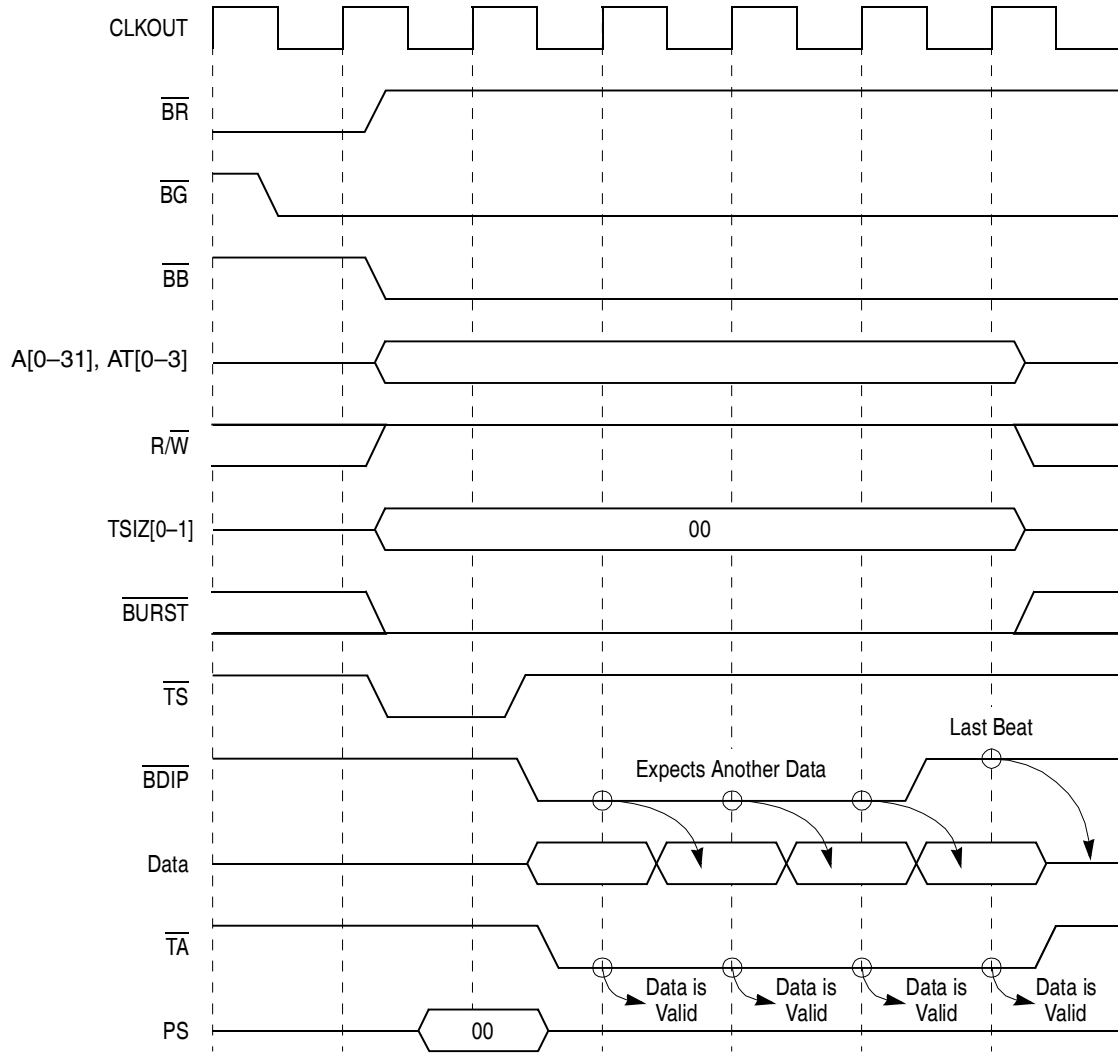 CLKOUT
BR
BG
BB
A[0–31], AT[0–3]
R/W
TSIZ[0–1]
00
BURST
TS
Last Beat
BDIP
Expects Another Data
Data
TA
Data is
Valid
Data is
Valid
Data is
Valid
Data is
Valid
PS
00